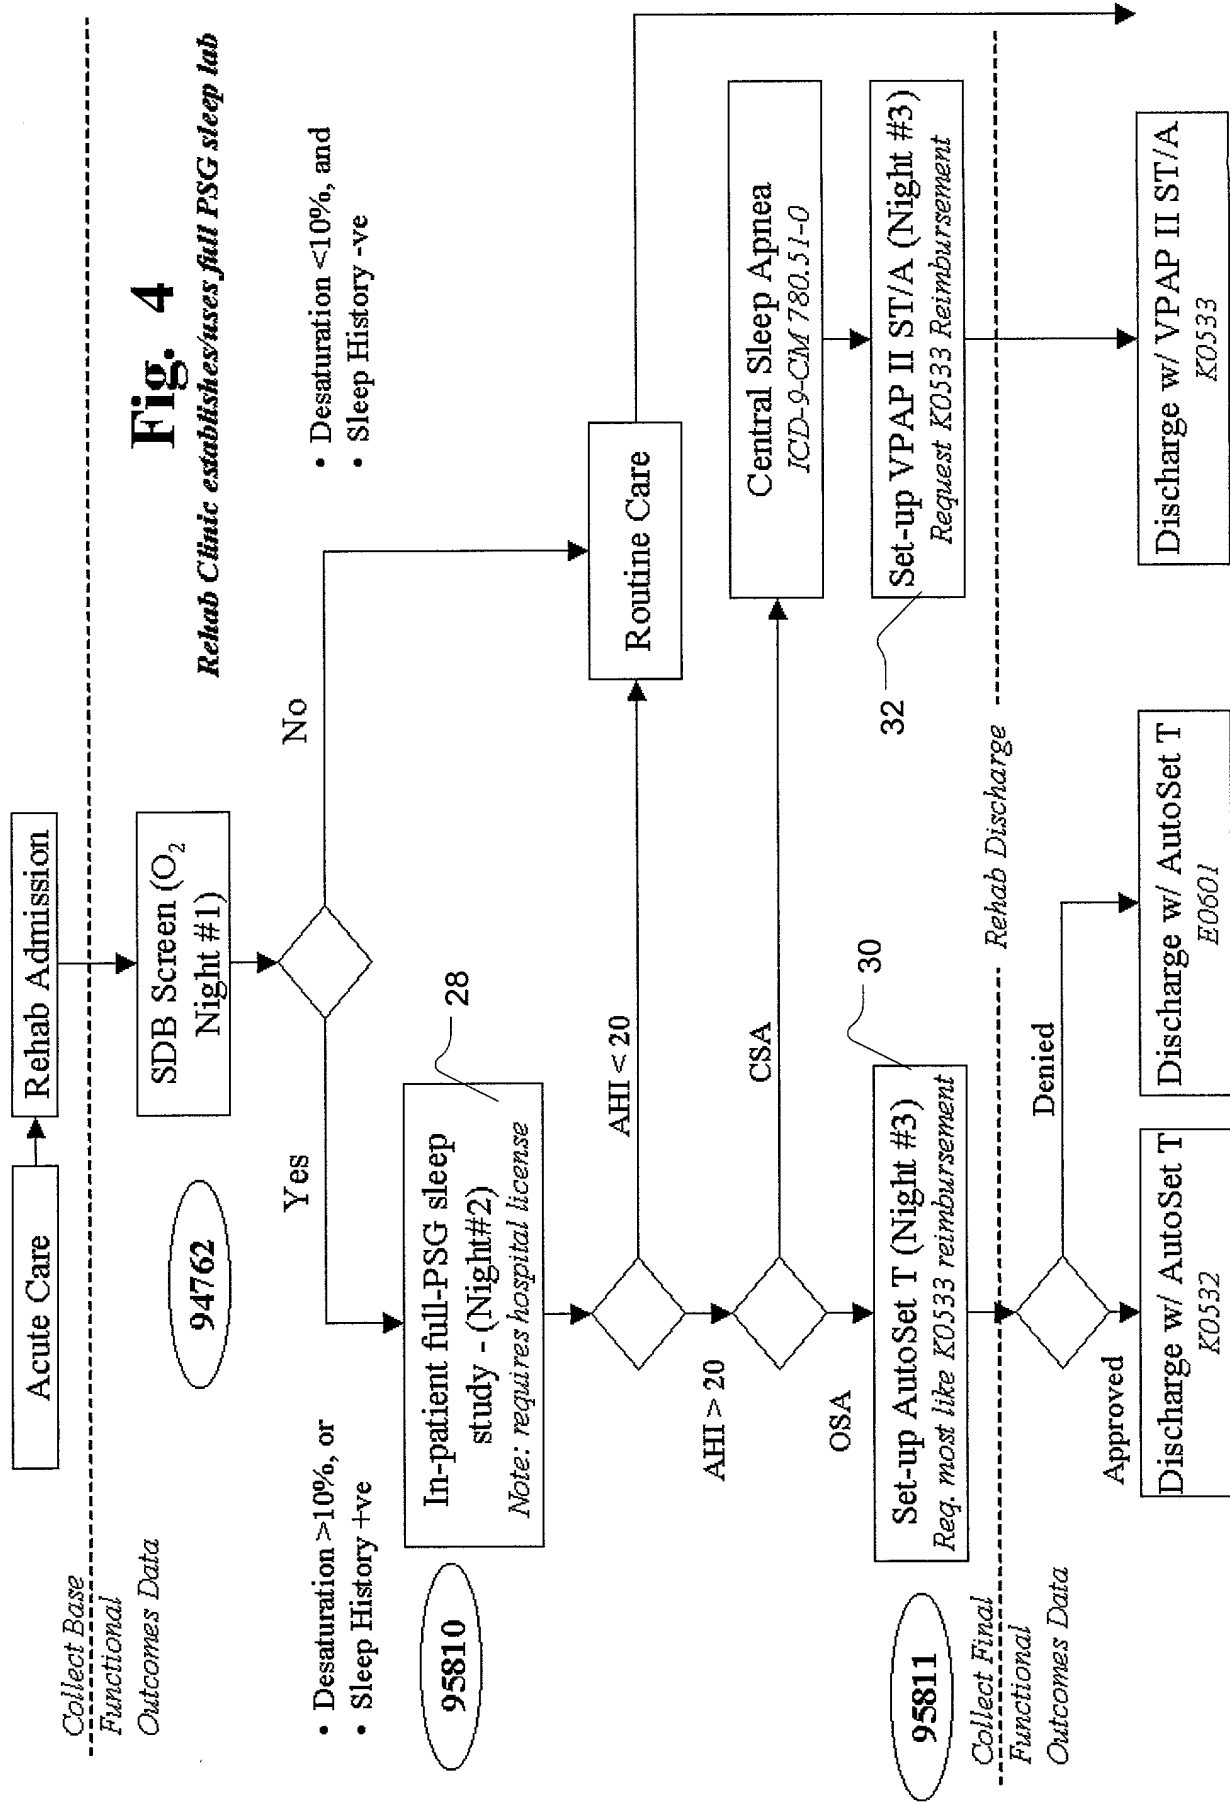 Fig. 4
Rehab Clinic establishes/uses full PSG sleep lab
Acute Care
Rehab Admission
Collect Base
Functional
Outcomes Data
94762
SDB Screen (O2
Night #1)
Yes
No
• Desaturation >10%, or
• Sleep History +ve
• Desaturation <10%, and
• Sleep History -ve
95810
In-patient full-PSG sleep
study - (Night#2)
Note: requires hospital license
28
AHI < 20
Routine Care
AHI > 20
CSA
Central Sleep Apnea
ICD-9-CM 780.51-0
OSA
95811
Set-up AutoSet T (Night #3)
Req. most like K0533 reimbursement
30
32
Set-up VPAP II ST/A (Night #3)
Request K0533 Reimbursement
Collect Final
Functional
Outcomes Data
Rehab Discharge
Approved
Denied
Discharge w/ AutoSet T
K0532
Discharge w/ AutoSet T
E0601
Discharge w/ VPAP II ST/A
K0533